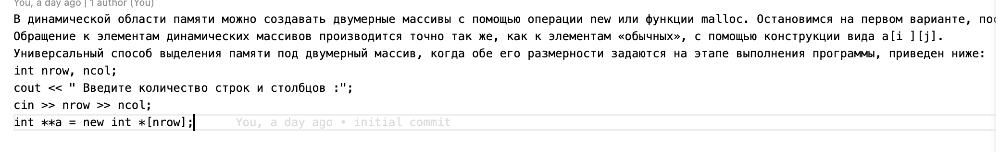 You, a day ago | 1 author (You)
В динамической области памяти можно создавать двумерные массивы с помощью операции new или функции malloc. Остановимся на первом варианте,
Обращение к элементам динамических массивов производится точно так же, как к элементам «обычных», с помощью конструкции вида a[i ][j].
Универсальный способ выделения памяти под двумерный массив, когда обе его размерности задаются на этапе выполнения программы, приведен ниже:
int nrow, ncol;
cout << " Введите количество строк и столбцов :";
cin >> nrow >> ncol;
int **a = new int *[nrow]; You, a day ago • initial commit